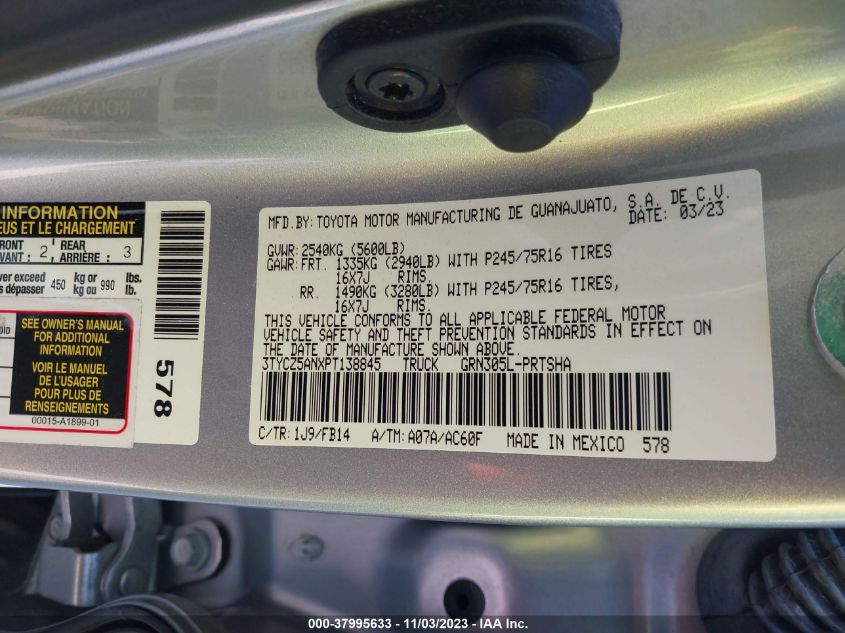 INFORMATION
EUS ET LE CHARGEMENT
FRONT
VANT : 2 REAR
ARRIÈRE : 3
ver exceed
s dépasser 450 kg or
kg ou 990 lbs.
lb.
SEE OWNER'S MANUAL
FOR ADDITIONAL
INFORMATION
VOIR LE MANUEL
DE L'USAGER
POUR PLUS DE
RENSEIGNEMENTS
00015-A1899-01
578
MFD.BY: TOYOTA MOTOR MANUFACTURING DE GUANAJUATO, S.A. DE C.V.
DATE: 03/23
GVWR: 2540KG (5600LB)
GAWR: FRT. 1335KG (2940LB) WITH P245/75R16 TIRES
16X7J RIMS.
RR. 1490KG (3280LB) WITH P245/75R16 TIRES,
16X7J RIMS.
THIS VEHICLE CONFORMS TO ALL APPLICABLE FEDERAL MOTOR
VEHICLE SAFETY AND THEFT PREVENTION STANDARDS IN EFFECT ON
THE DATE OF MANUFACTURE SHOWN ABOVE.
3TYCZ5ANXPT138845 TRUCK GRN305L-PRTSHA
C/TR: 1J9/FB14 A/TM: A07A/AC60F MADE IN MEXICO 578
000-37995633 - 11/03/2023 - IAA Inc.